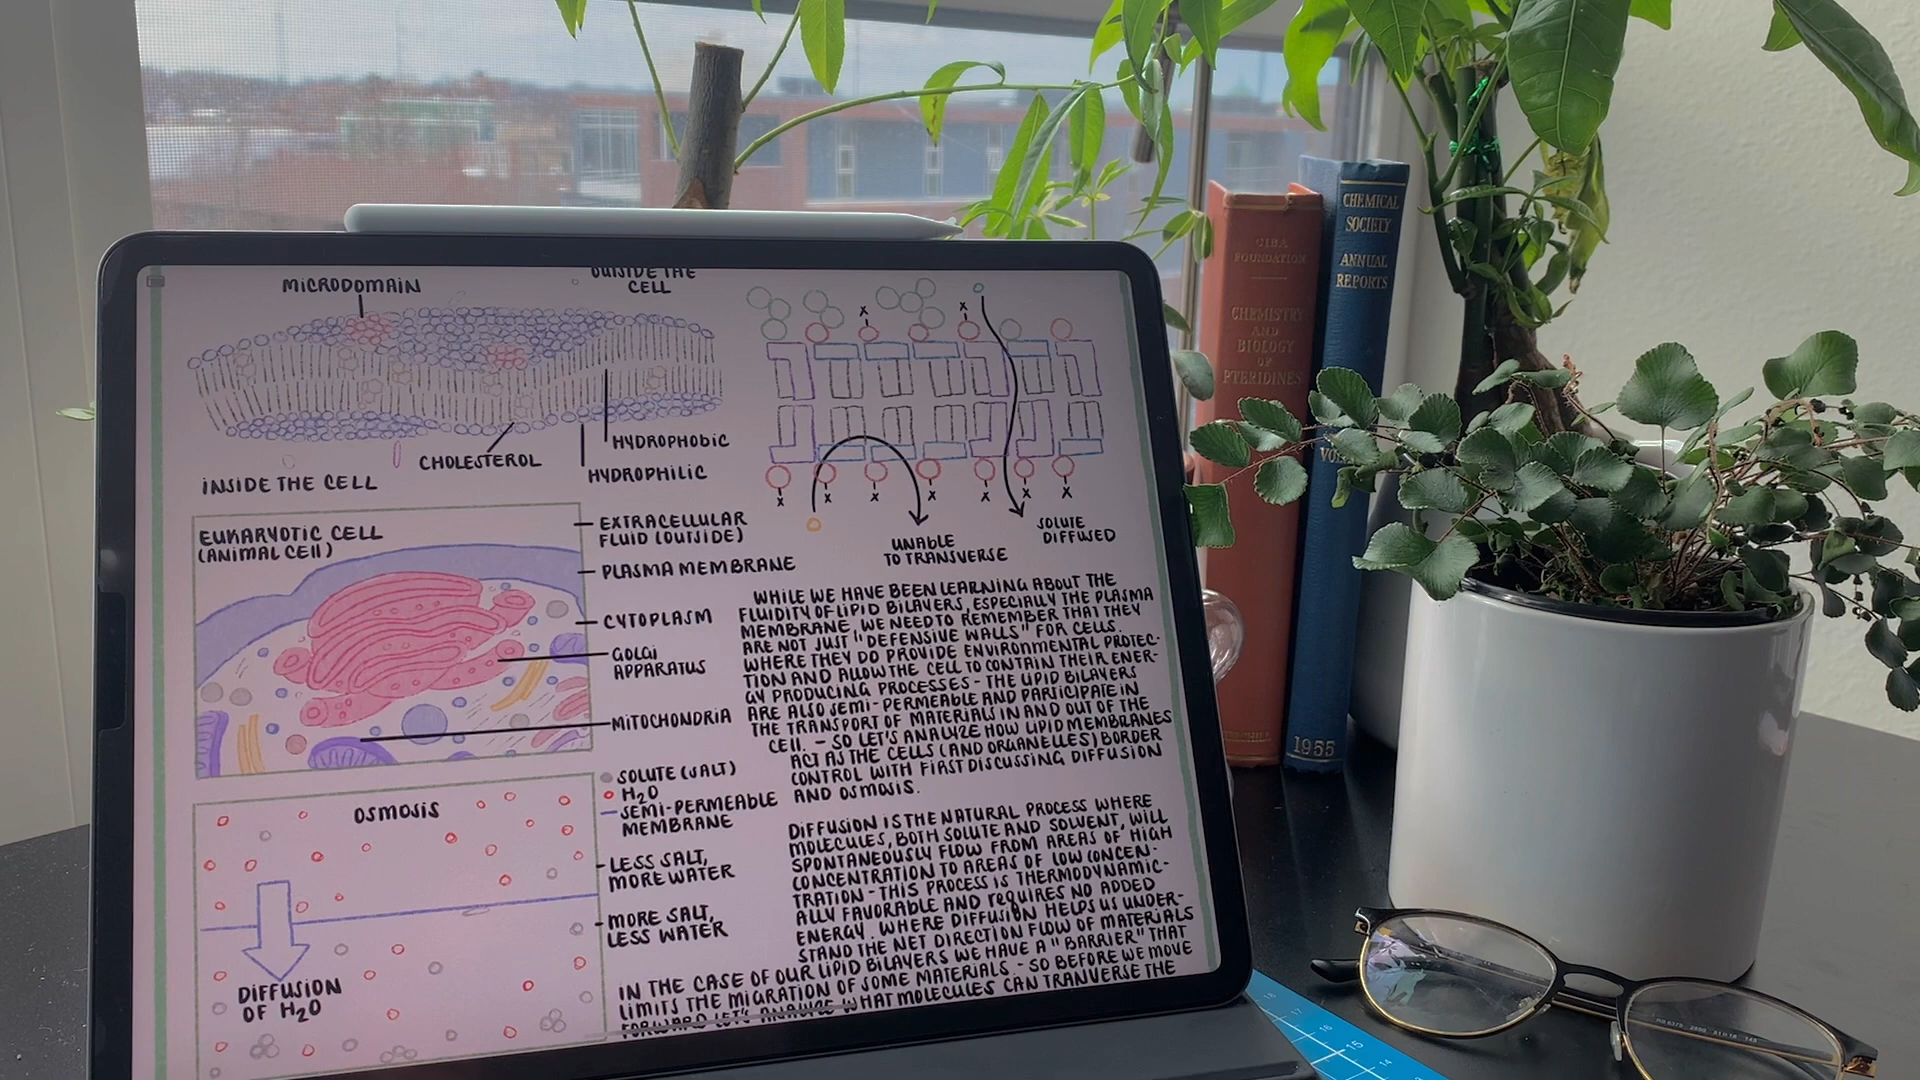 MICRODOMAIN
OUTSIDE THE
CELL
CHOLESTEROL
HYDROPHOBIC
HYDROPHILIC
INSIDE THE CELL
X
X
X
X
X
X
X
X
X
X
UNABLE
TO TRANSVERSE
SOLUTE
DIFFUSED
EUKARYOTIC CELL
(ANIMAL CELL)
EXTRACELLULAR
FLUID (OUTSIDE)
PLASMA MEMBRANE
CYTOPLASM
GOLGI
APPARATUS
MITOCHONDRIA
SOLUTE (SALT)
H2O
SEMI-PERMEABLE
MEMBRANE
OSMOSIS
LESS SALT,
MORE WATER
MORE SALT,
LESS WATER
DIFFUSION
OF H2O
WHILE WE HAVE BEEN LEARNING ABOUT THE
FLUIDITY OF LIPID BILAYERS, ESPECIALLY THE PLASMA
MEMBRANE, WE NEED TO REMEMBER THAT THEY
ARE NOT JUST "DEFENSIVE WALLS" FOR CELLS.
WHERE THEY DO PROVIDE ENVIRONMENTAL PROTEC-
TION AND ALLOW THE CELL TO CONTAIN THEIR ENER-
GY PRODUCING PROCESSES - THE LIPID BILAYERS
ARE ALSO SEMI-PERMEABLE AND PARTICIPATE IN
THE TRANSPORT OF MATERIALS IN AND OUT OF THE
CELL. - SO LET'S ANALYZE HOW LIPID MEMBRANES
ACT AS THE CELLS (AND ORGANELLES) BORDER
CONTROL WITH FIRST DISCUSSING DIFFUSION
AND OSMOSIS.
DIFFUSION IS THE NATURAL PROCESS WHERE
MOLECULES, BOTH SOLUTE AND SOLVENT, WILL
SPONTANEOUSLY FLOW FROM AREAS OF HIGH
CONCENTRATION TO AREAS OF LOW CONCEN-
TRATION - THIS PROCESS IS THERMODYNAMIC-
ALLY FAVORABLE AND REQUIRES NO ADDED
ENERGY. WHERE DIFFUSION HELPS US UNDER-
STAND THE NET DIRECTION FLOW OF MATERIALS
IN THE CASE OF OUR LIPID BILAYERS WE HAVE A "BARRIER" THAT
LIMITS THE MIGRATION OF SOME MATERIALS - SO BEFORE WE MOVE
FORWARD LET'S ANALYZE WHAT MOLECULES CAN TRANVERSE THE
CIBA
FOUNDATION
CHEMISTRY
AND
BIOLOGY
OF
PTERIDINES
CHEMICAL
SOCIETY
ANNUAL
REPORTS
1955
17
16
15
14